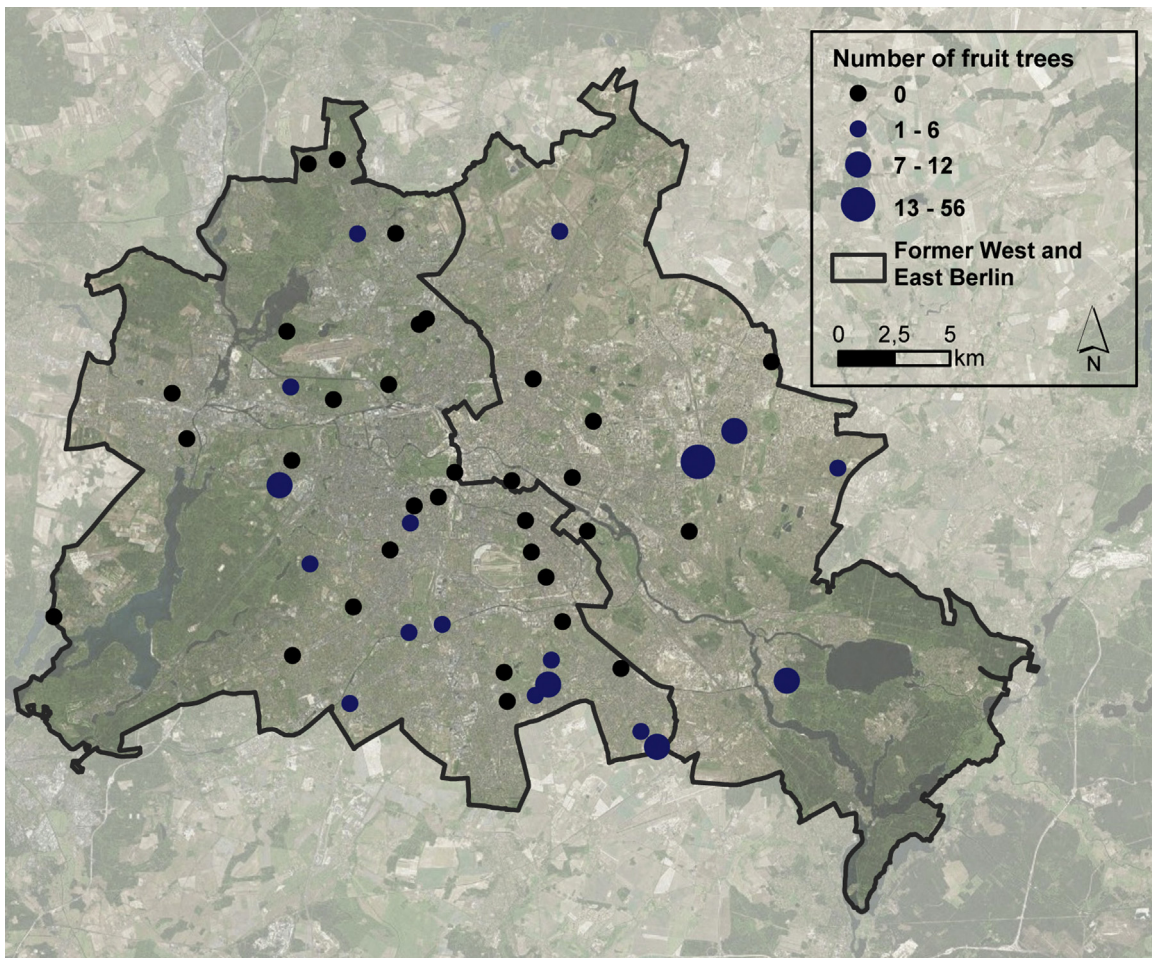 Number of fruit trees
0
1 - 6
7 - 12
13 - 56
Former West and
East Berlin
0 2,5 5
km
N